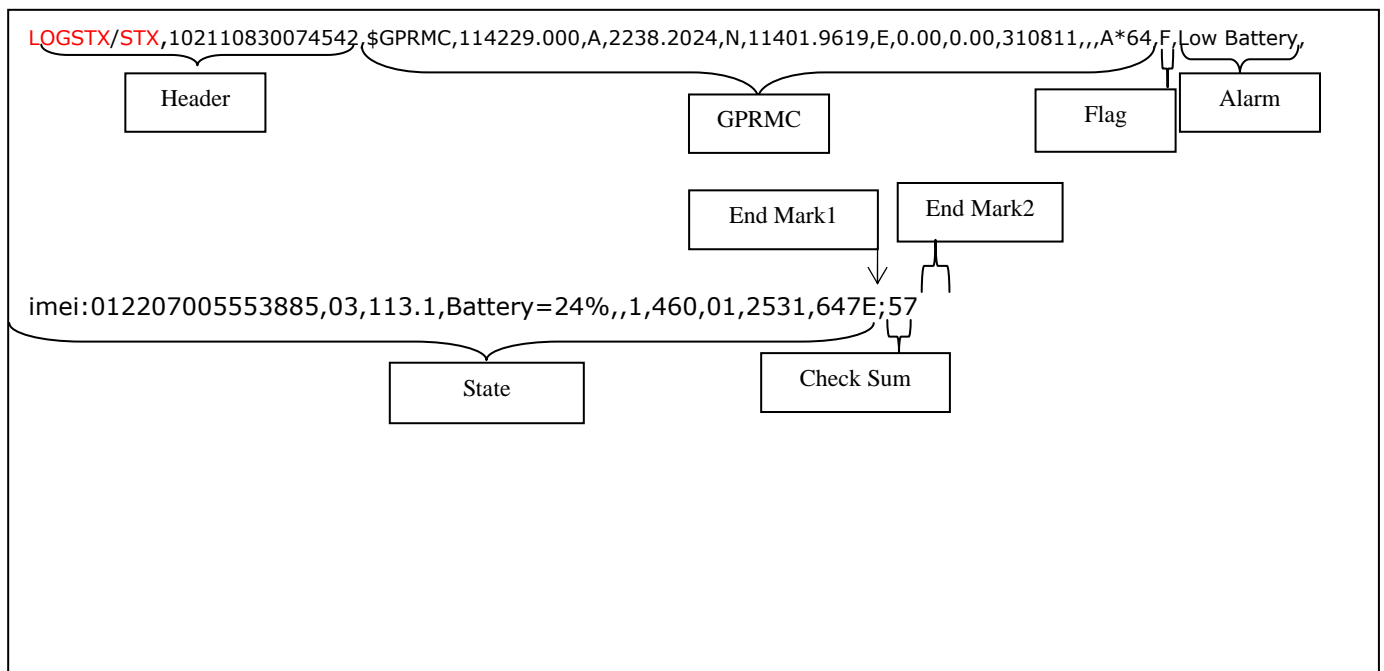 LOGSTX/STX,102110830074542,$GPRMC,114229.000,A,2238.2024,N,11401.9619,E,0.00,0.00,310811,,,A*64,F,Low Battery,
Header
GPRMC
Flag
Alarm
End Mark1
End Mark2
imei:012207005553885,03,113.1,Battery=24%,,1,460,01,2531,647E;57
State
Check Sum